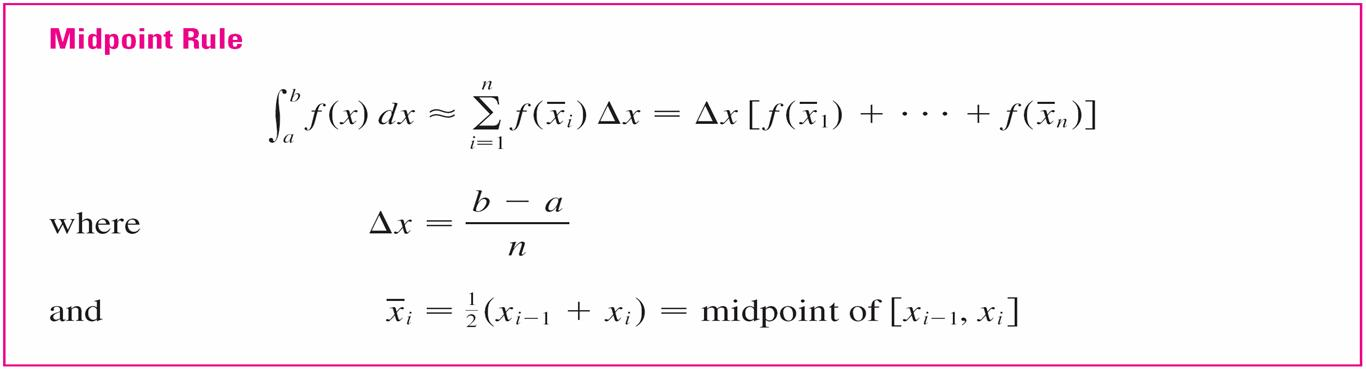 Midpoint Rule
∫_a^b f(x) dx ≈ ∑_{i=1}^{n} f(x̄_i) Δx = Δx [f(x̄_1) + · · · + f(x̄_n)]
where Δx = \frac{b − a}{n}
and x̄_i = ½(x_{i−1} + x_i) = midpoint of [x_{i−1}, x_i]